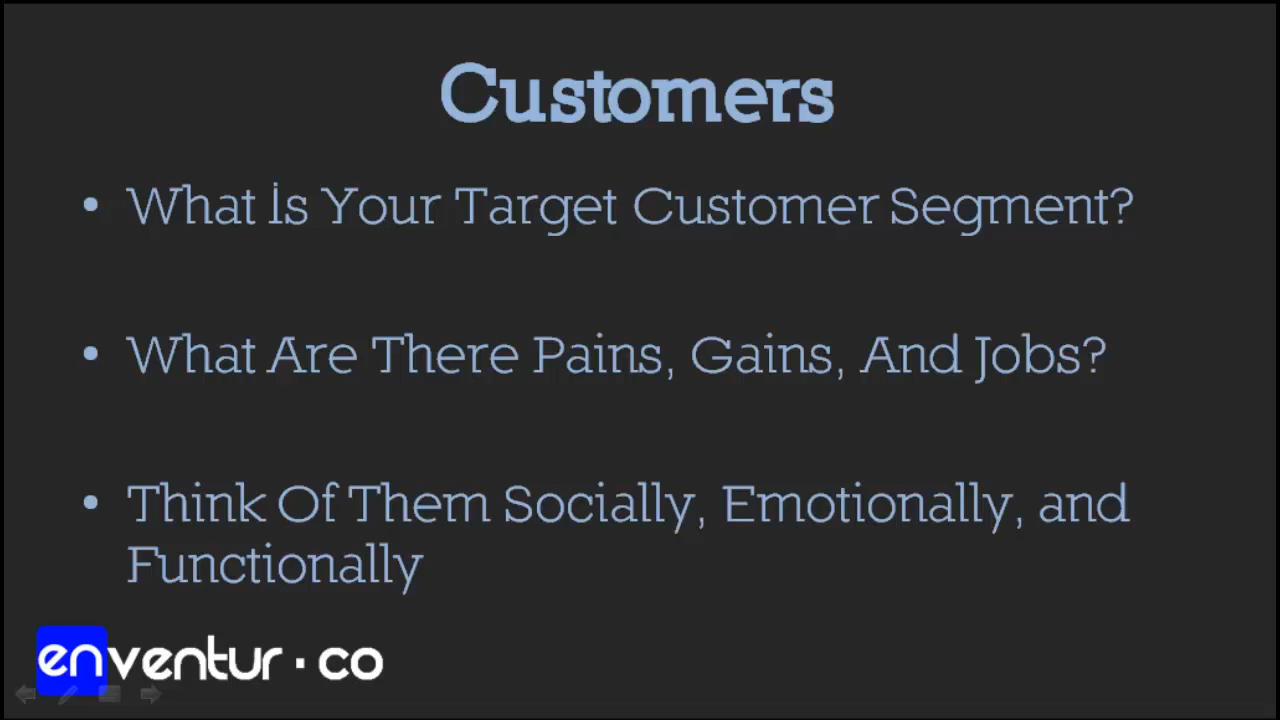 Customers
• What İs Your Target Customer Segment?
• What Are There Pains, Gains, And Jobs?
• Think Of Them Socially, Emotionally, and
Functionally
enventur.co